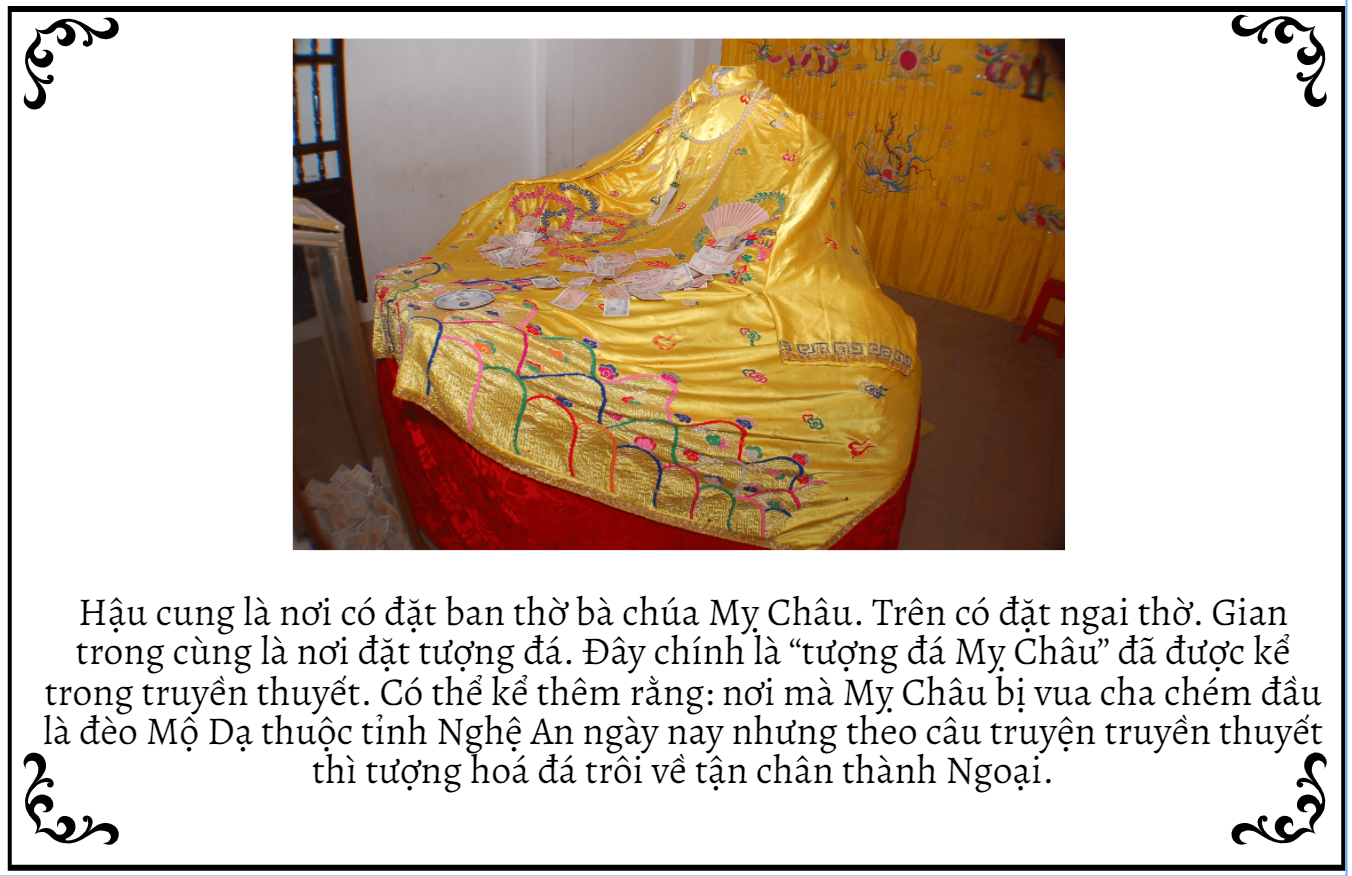 Hậu cung là nơi có đặt ban thờ bà chúa Mỵ Châu. Trên có đặt ngai thờ. Gian
trong cùng là nơi đặt tượng đá. Đây chính là “tượng đá Mỵ Châu” đã được kể
trong truyền thuyết. Có thể kể thêm rằng: nơi mà Mỵ Châu bị vua cha chém đầu
là đèo Mộ Dạ thuộc tỉnh Nghệ An ngày nay nhưng theo câu truyện truyền thuyết
thì tượng hoá đá trôi về tận chân thành Ngoại.